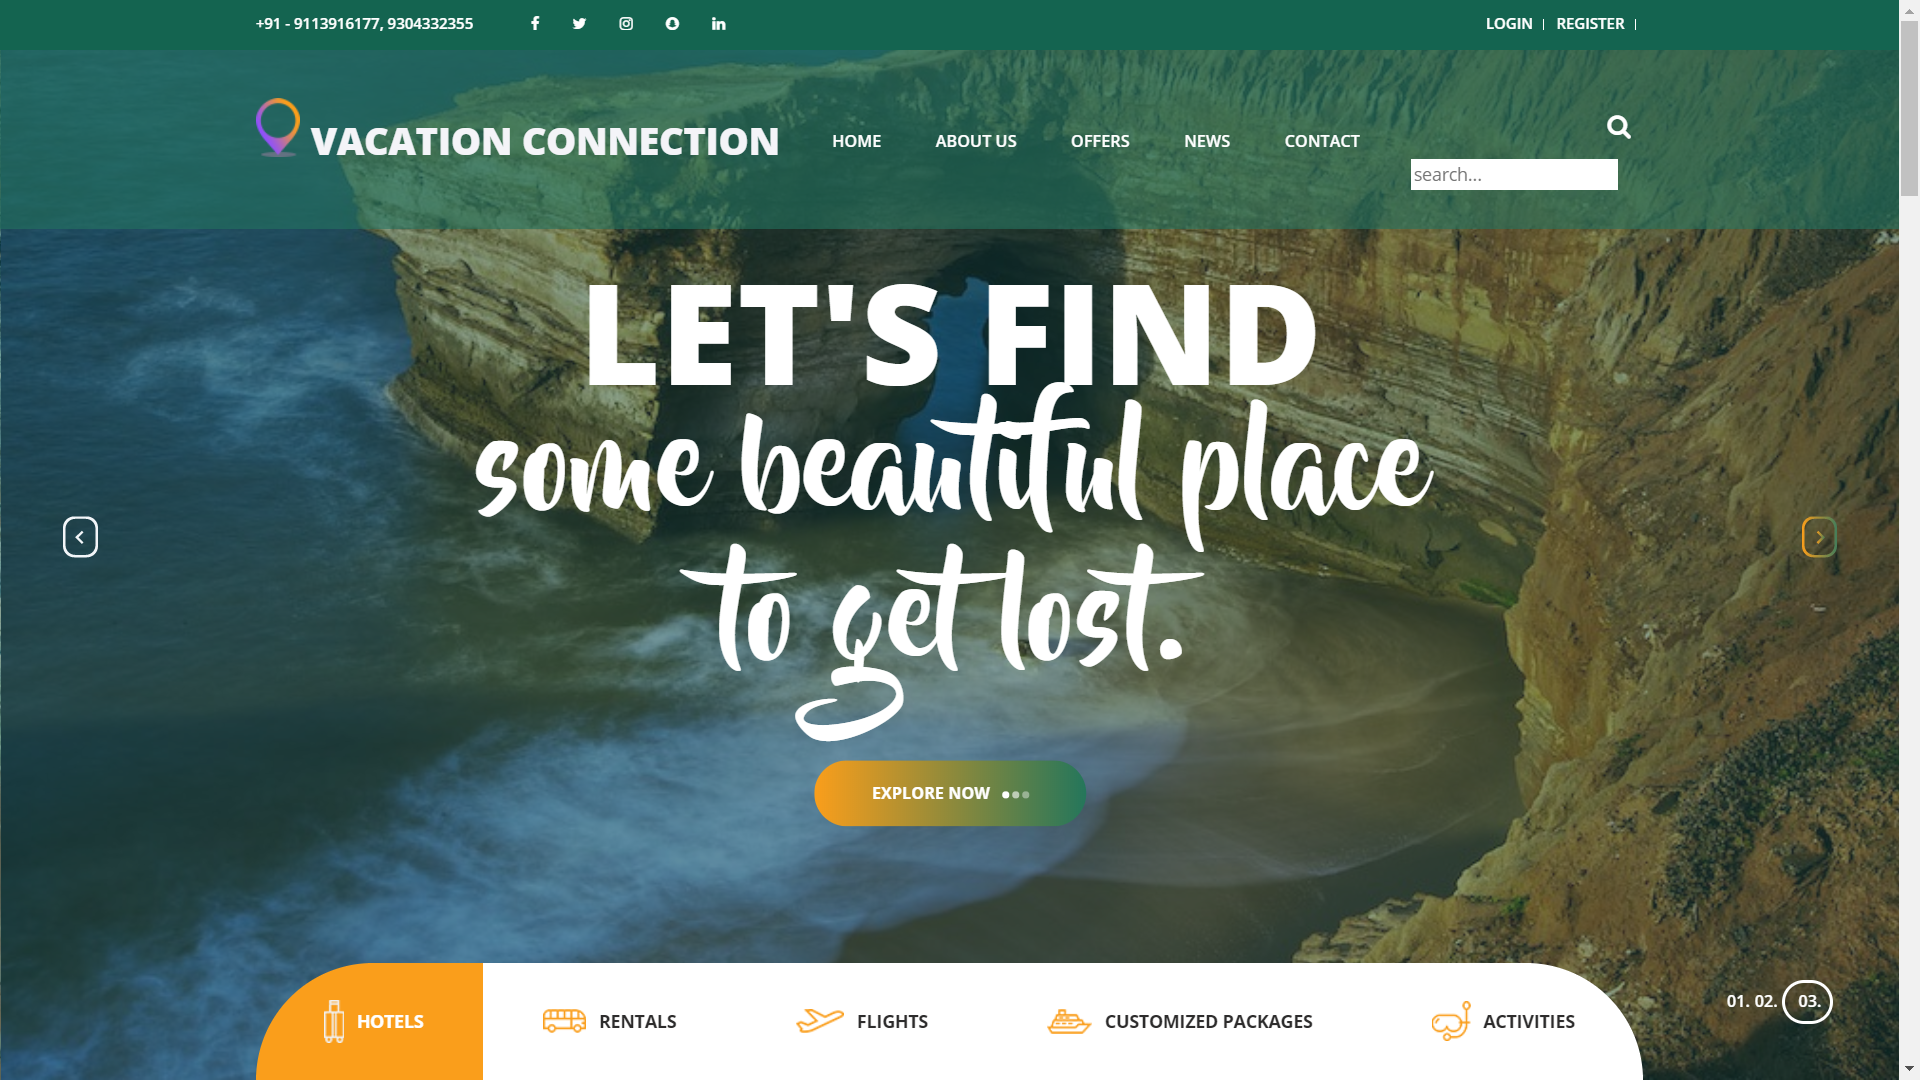 +91 - 9113916177, 9304332355
LOGIN
REGISTER
VACATION CONNECTION
HOME
ABOUT US
OFFERS
NEWS
CONTACT
search...
LET'S FIND
some beautiful place
to get lost.
EXPLORE NOW
HOTELS
RENTALS
FLIGHTS
CUSTOMIZED PACKAGES
ACTIVITIES
01. 02. 03.